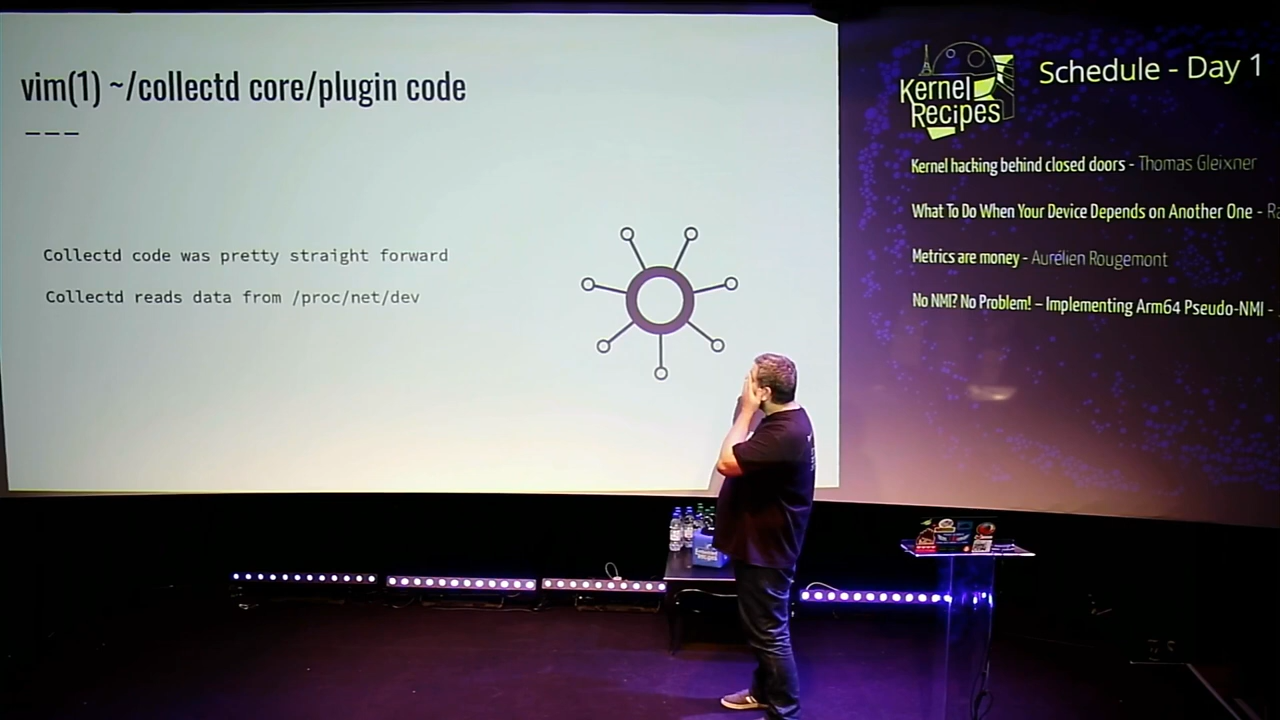 vim(1) ~/collectd core/plugin code
———
Collectd code was pretty straight forward
Collectd reads data from /proc/net/dev
Kernel
Recipes
Schedule - Day 1
Kernel hacking behind closed doors - Thomas Gleixner
What To Do When Your Device Depends on Another One -
Metrics are money - Aurélien Rougemont
No NMI? No Problem! – Implementing Arm64 Pseudo-NMI -